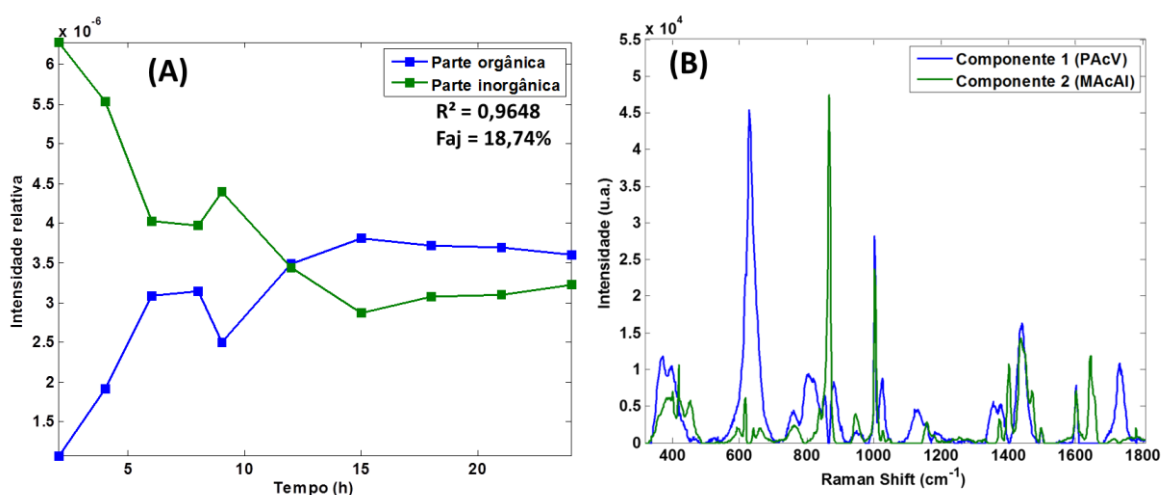 x 10⁻⁶
(A)
Parte orgânica
Parte inorgânica
R² = 0,9648
Faj = 18,74%
Intensidade relativa
6
5.5
5
4.5
4
3.5
3
2.5
2
1.5
5
10
15
20
Tempo (h)
x 10⁴
(B)
Componente 1 (PAcV)
Componente 2 (MAcAl)
Intensidade (u.a.)
5.5
5
4.5
4
3.5
3
2.5
2
1.5
1
0.5
0
400
600
800
1000
1200
1400
1600
1800
Raman Shift (cm⁻¹)